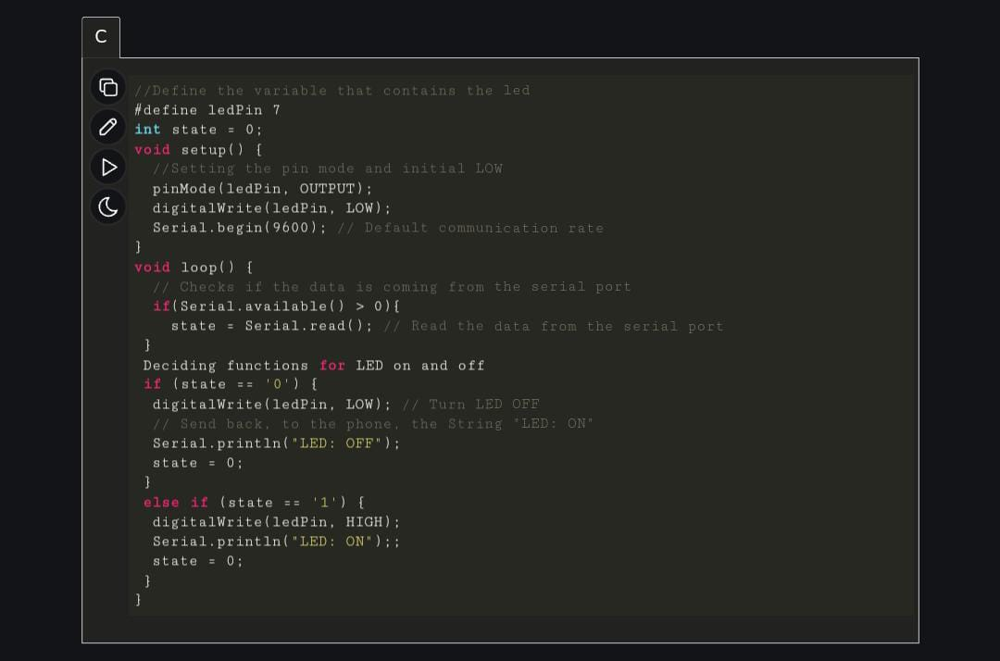 C
//Define the variable that contains the led
#define ledPin 7
int state = 0;
void setup() {
  //Setting the pin mode and initial LOW
  pinMode(ledPin, OUTPUT);
  digitalWrite(ledPin, LOW);
  Serial.begin(9600); // Default communication rate
}
void loop() {
  // Checks if the data is coming from the serial port
  if(Serial.available() > 0){
    state = Serial.read(); // Read the data from the serial port
 }
 Deciding functions for LED on and off
 if (state == '0') {
  digitalWrite(ledPin, LOW); // Turn LED OFF
  // Send back, to the phone, the String "LED: ON"
  Serial.println("LED: OFF");
  state = 0;
 }
 else if (state == '1') {
  digitalWrite(ledPin, HIGH);
  Serial.println("LED: ON");;
  state = 0;
 }
}